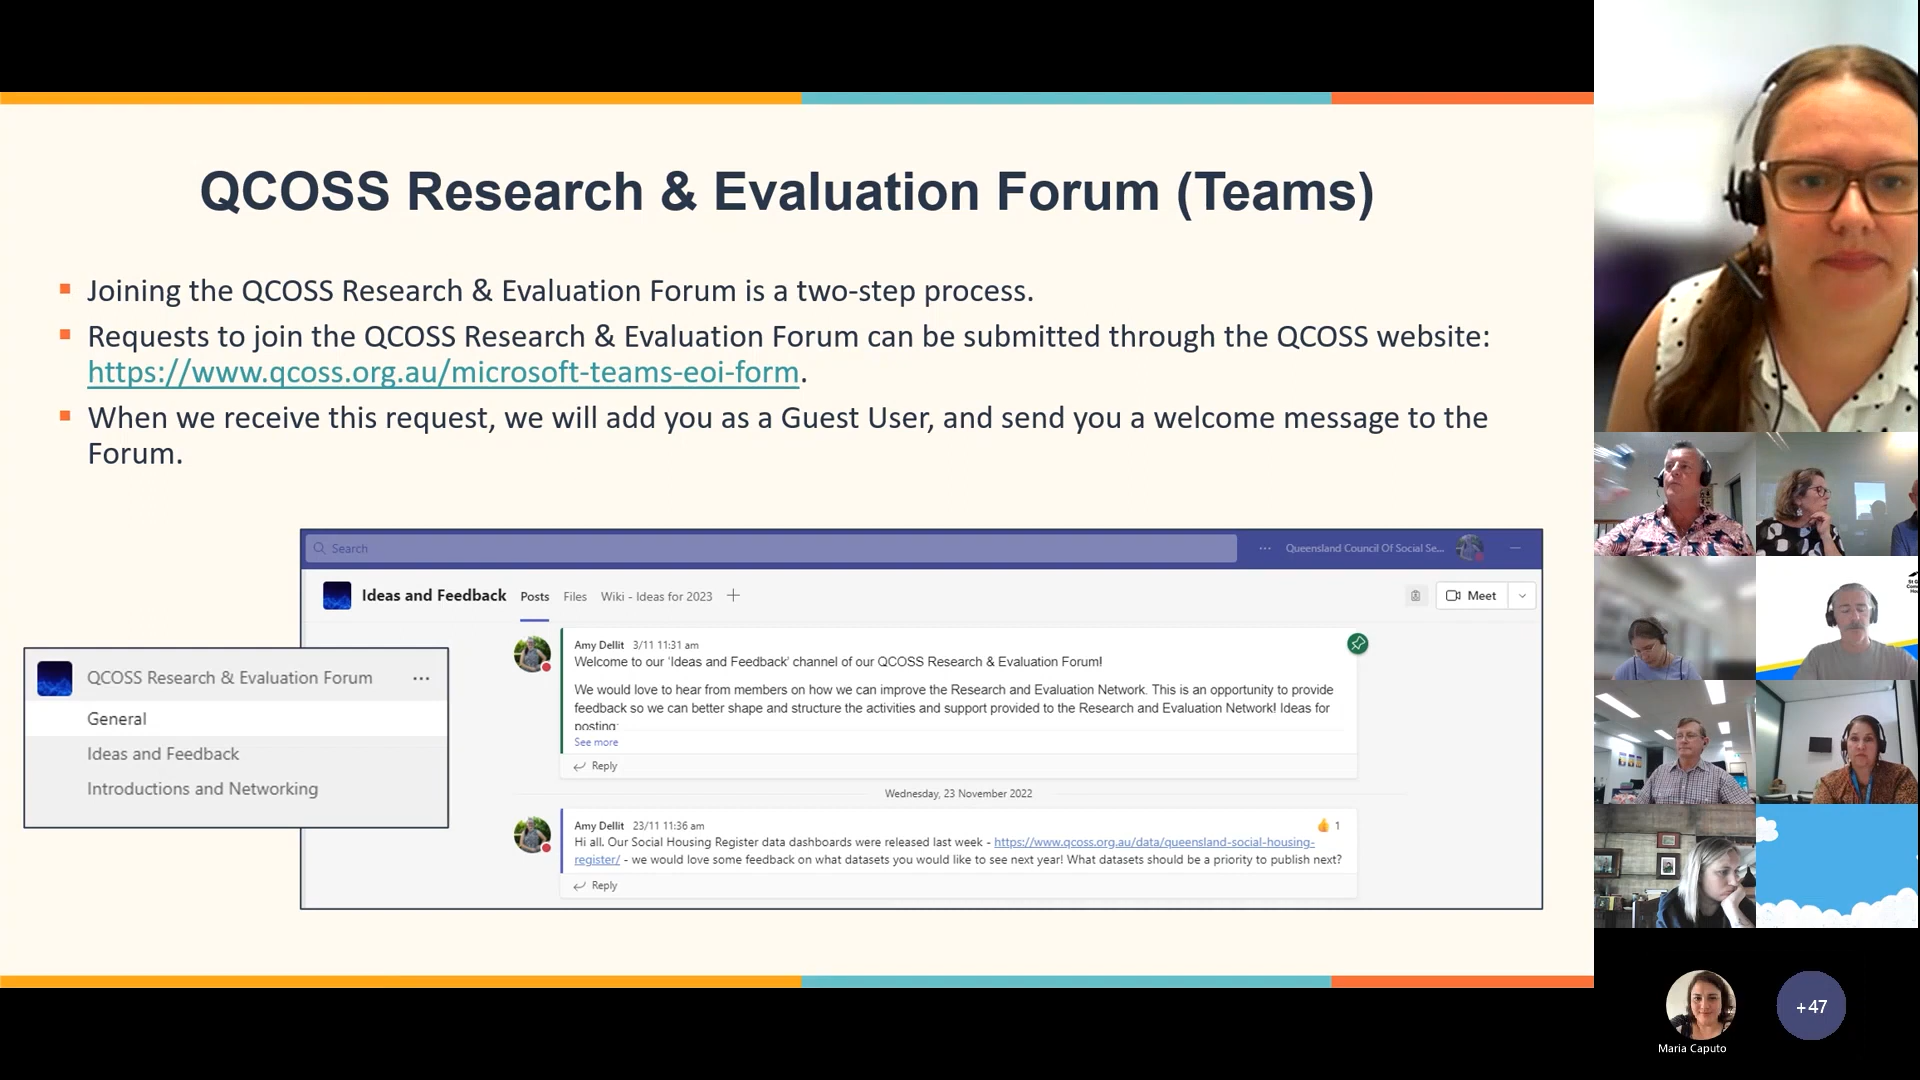 QCOSS Research & Evaluation Forum (Teams)
Joining the QCOSS Research & Evaluation Forum is a two-step process.
Requests to join the QCOSS Research & Evaluation Forum can be submitted through the QCOSS website:
https://www.qcoss.org.au/microsoft-teams-eoi-form.
When we receive this request, we will add you as a Guest User, and send you a welcome message to the
Forum.
Search
Queensland Council Of Social Se...
Ideas and Feedback
Posts
Files
Wiki - Ideas for 2023
Meet
Amy Dellit 3/11 11:31 am
Welcome to our 'Ideas and Feedback' channel of our QCOSS Research & Evaluation Forum!
We would love to hear from members on how we can improve the Research and Evaluation Network. This is an opportunity to provide
feedback so we can better shape and structure the activities and support provided to the Research and Evaluation Network! Ideas for
posting:
See more
Reply
Wednesday, 23 November 2022
Amy Dellit 23/11 11:36 am
1
Hi all. Our Social Housing Register data dashboards were released last week - https://www.qcoss.org.au/data/queensland-social-housing-
register/ - we would love some feedback on what datasets you would like to see next year! What datasets should be a priority to publish next?
Reply
QCOSS Research & Evaluation Forum
General
Ideas and Feedback
Introductions and Networking
Maria Caputo
+47